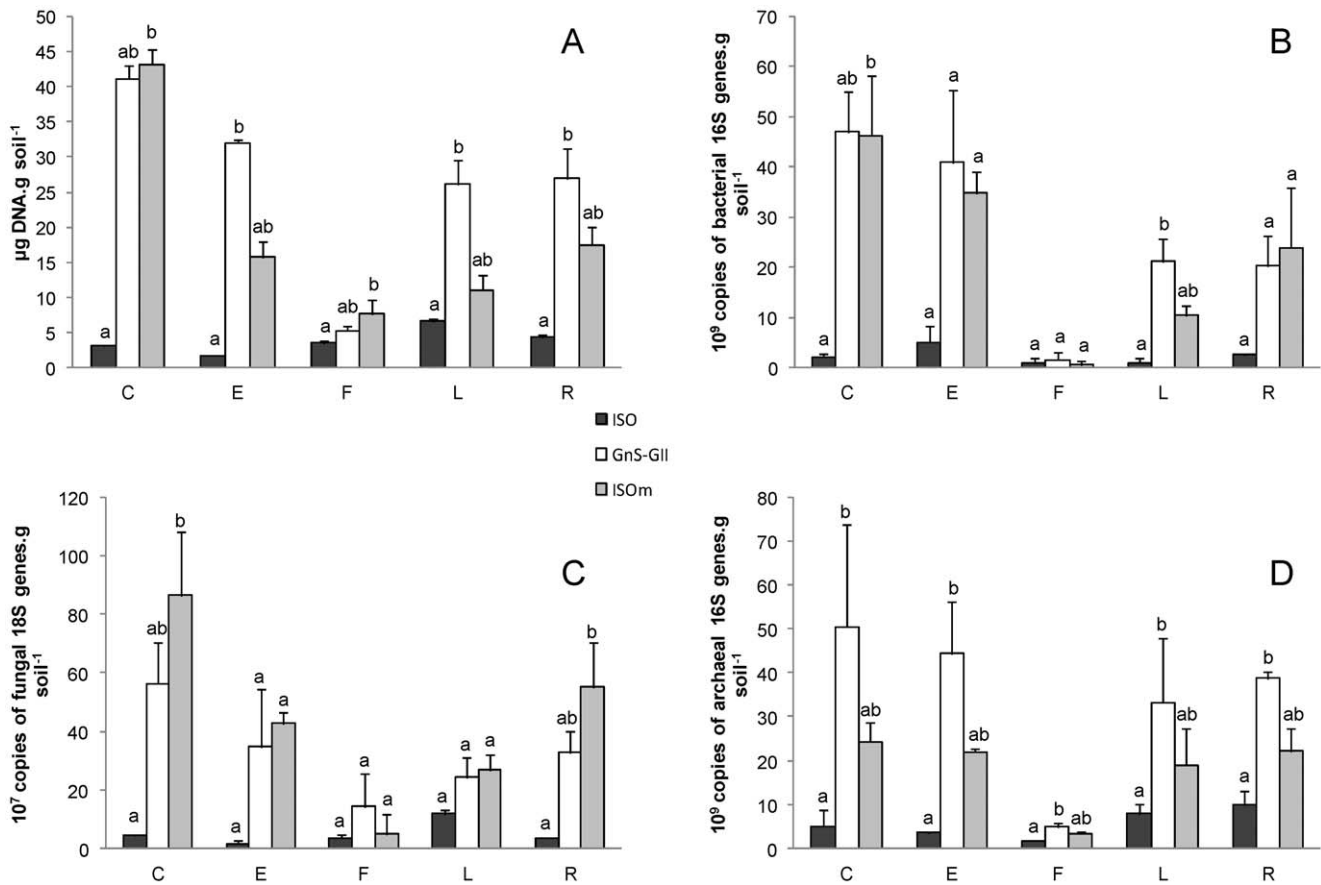 A
µg DNA.g soil⁻¹
50
45
40
35
30
25
20
15
10
5
0
ab b
a
b
a ab
a ab b
a b ab
a b ab
C E F L R
B
10⁹ copies of bacterial 16S genes.g
soil⁻¹
70
60
50
40
30
20
10
0
a ab b
a a a
a a a
a b ab
a a a
C E F L R
ISO
GnS-GII
ISOm
C
10⁷ copies of fungal 18S genes.g
soil⁻¹
120
100
80
60
40
20
0
a ab b
a a a
a a a
a a a
a ab b
C E F L R
D
10⁹ copies of archaeal 16S genes.g
soil⁻¹
80
70
60
50
40
30
20
10
0
a b ab
a b ab
a b ab
a b ab
a b ab
C E F L R